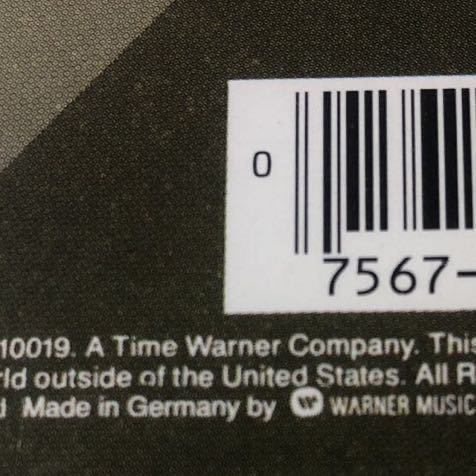 0
7567-
10019. A Time Warner Company. This
ld outside of the United States. All R
Made in Germany by WARNER MUSIC